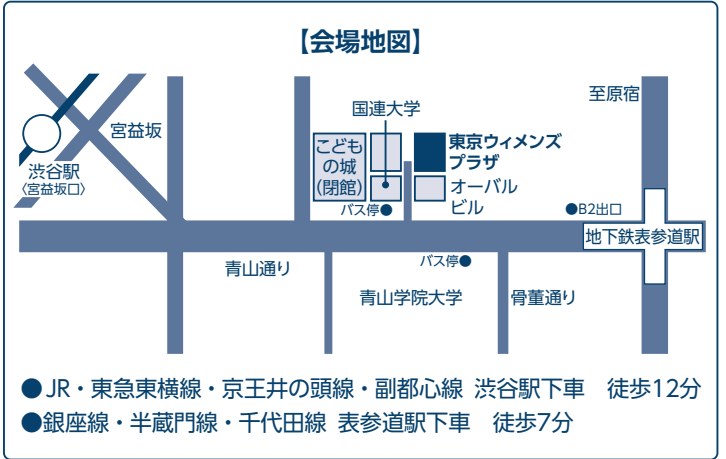 【会場地図】
国連大学
至原宿
宮益坂
こども
の城
(閉館)
東京ウィメンズ
プラザ
渋谷駅
〈宮益坂口〉
オーバル
ビル
バス停●
●B2出口
地下鉄表参道駅
青山通り
バス停●
青山学院大学
骨董通り
●JR・東急東横線・京王井の頭線・副都心線 渋谷駅下車　徒歩12分
●銀座線・半蔵門線・千代田線 表参道駅下車　徒歩7分